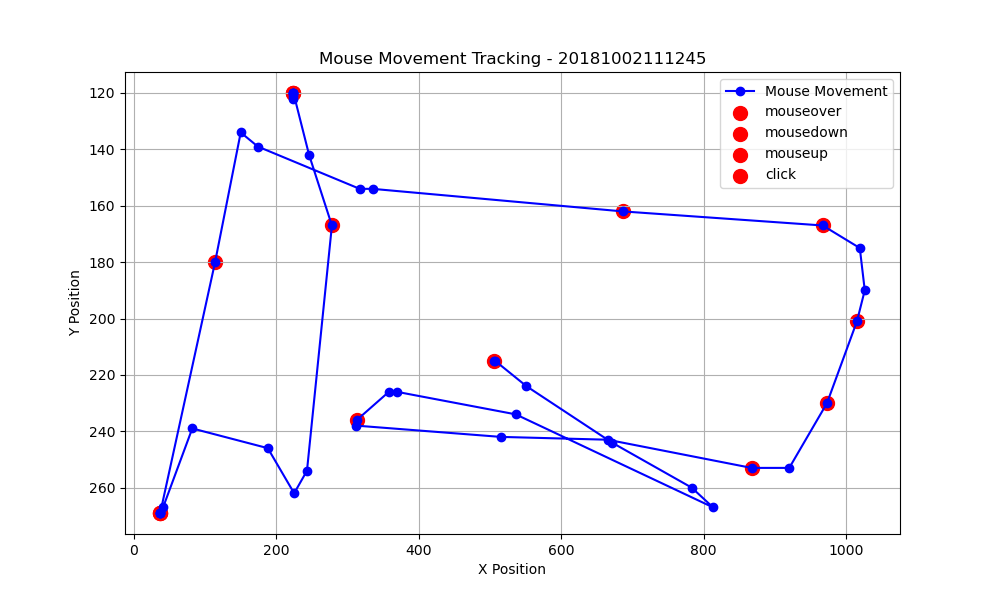 Mouse Movement Tracking - 20181002111245
Mouse Movement
mouseover
mousedown
mouseup
click
Y Position
120
140
160
180
200
220
240
260
0 200 400 600 800 1000
X Position